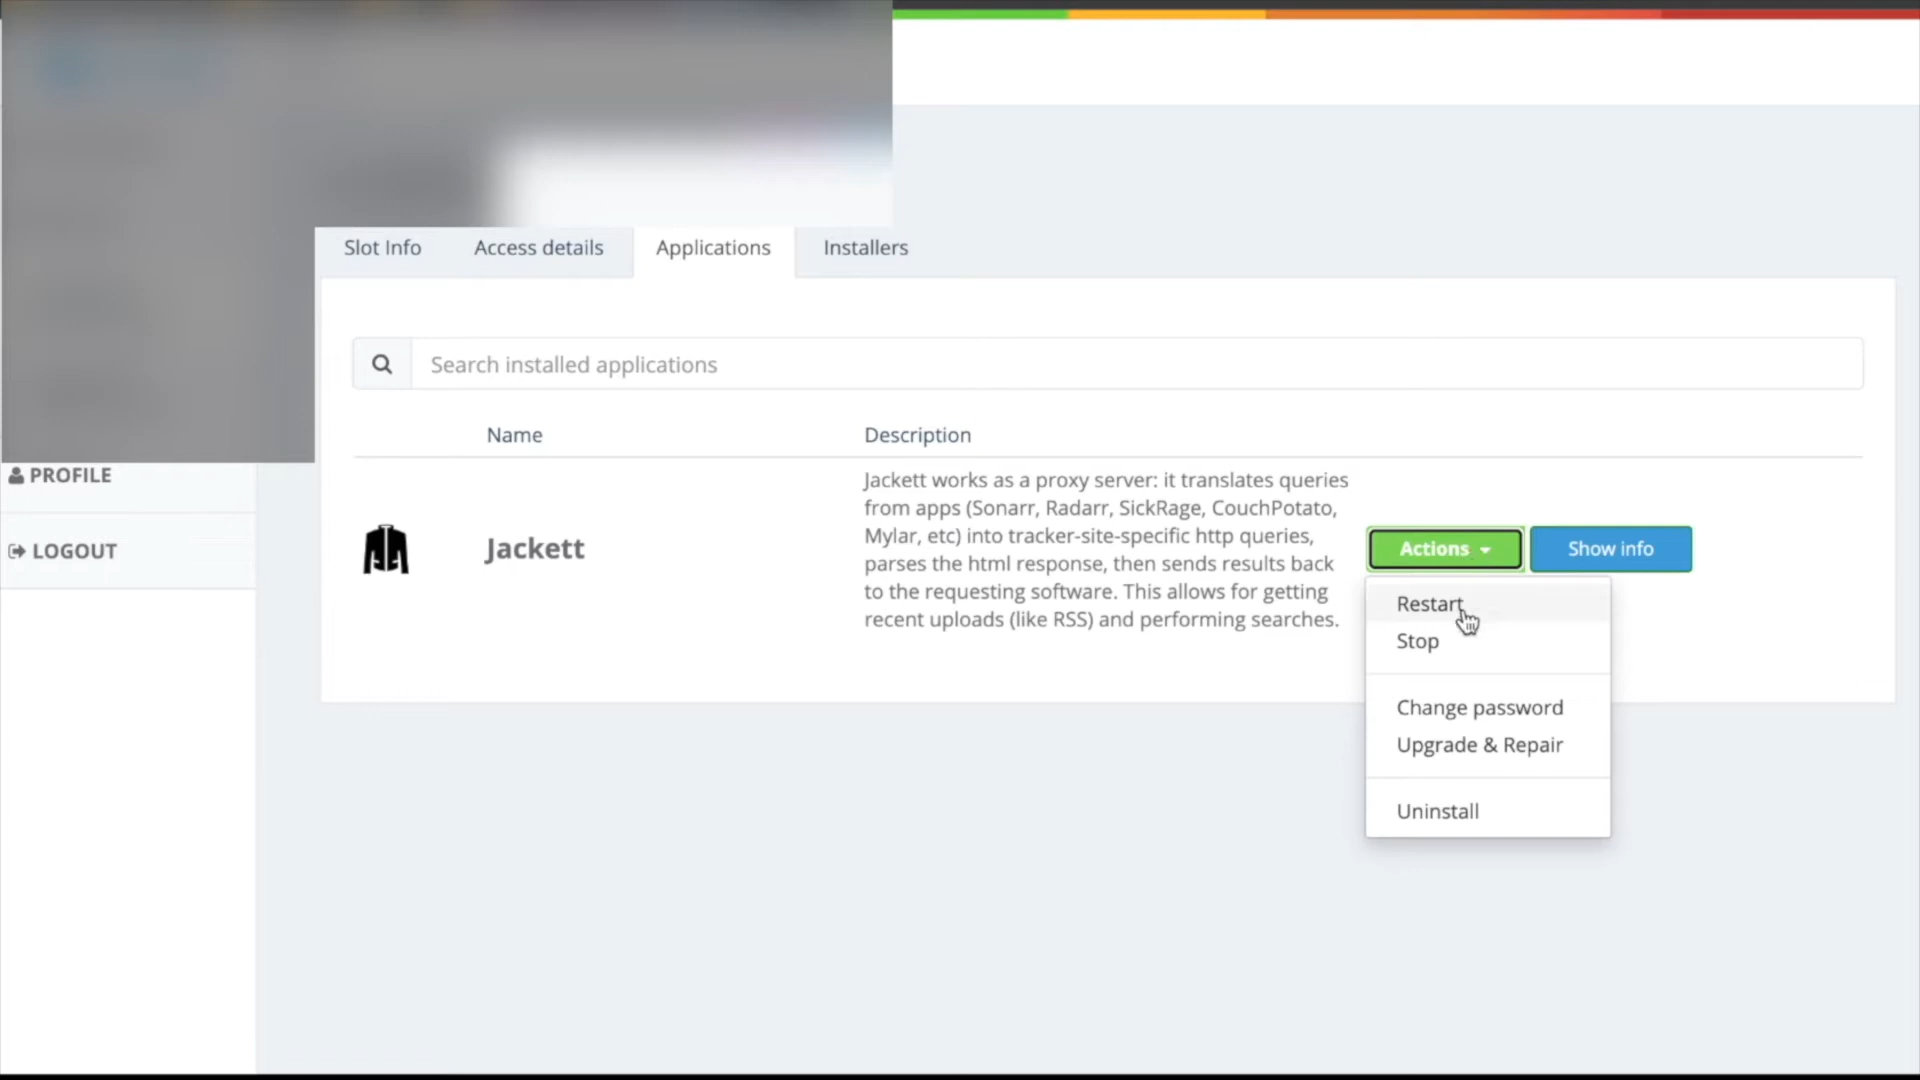 Slot Info
Access details
Applications
Installers
Search installed applications
Name
Description
PROFILE
LOGOUT
Jackett
Jackett works as a proxy server: it translates queries
from apps (Sonarr, Radarr, SickRage, CouchPotato,
Mylar, etc) into tracker-site-specific http queries,
parses the html response, then sends results back
to the requesting software. This allows for getting
recent uploads (like RSS) and performing searches.
Actions
Show info
Restart
Stop
Change password
Upgrade & Repair
Uninstall